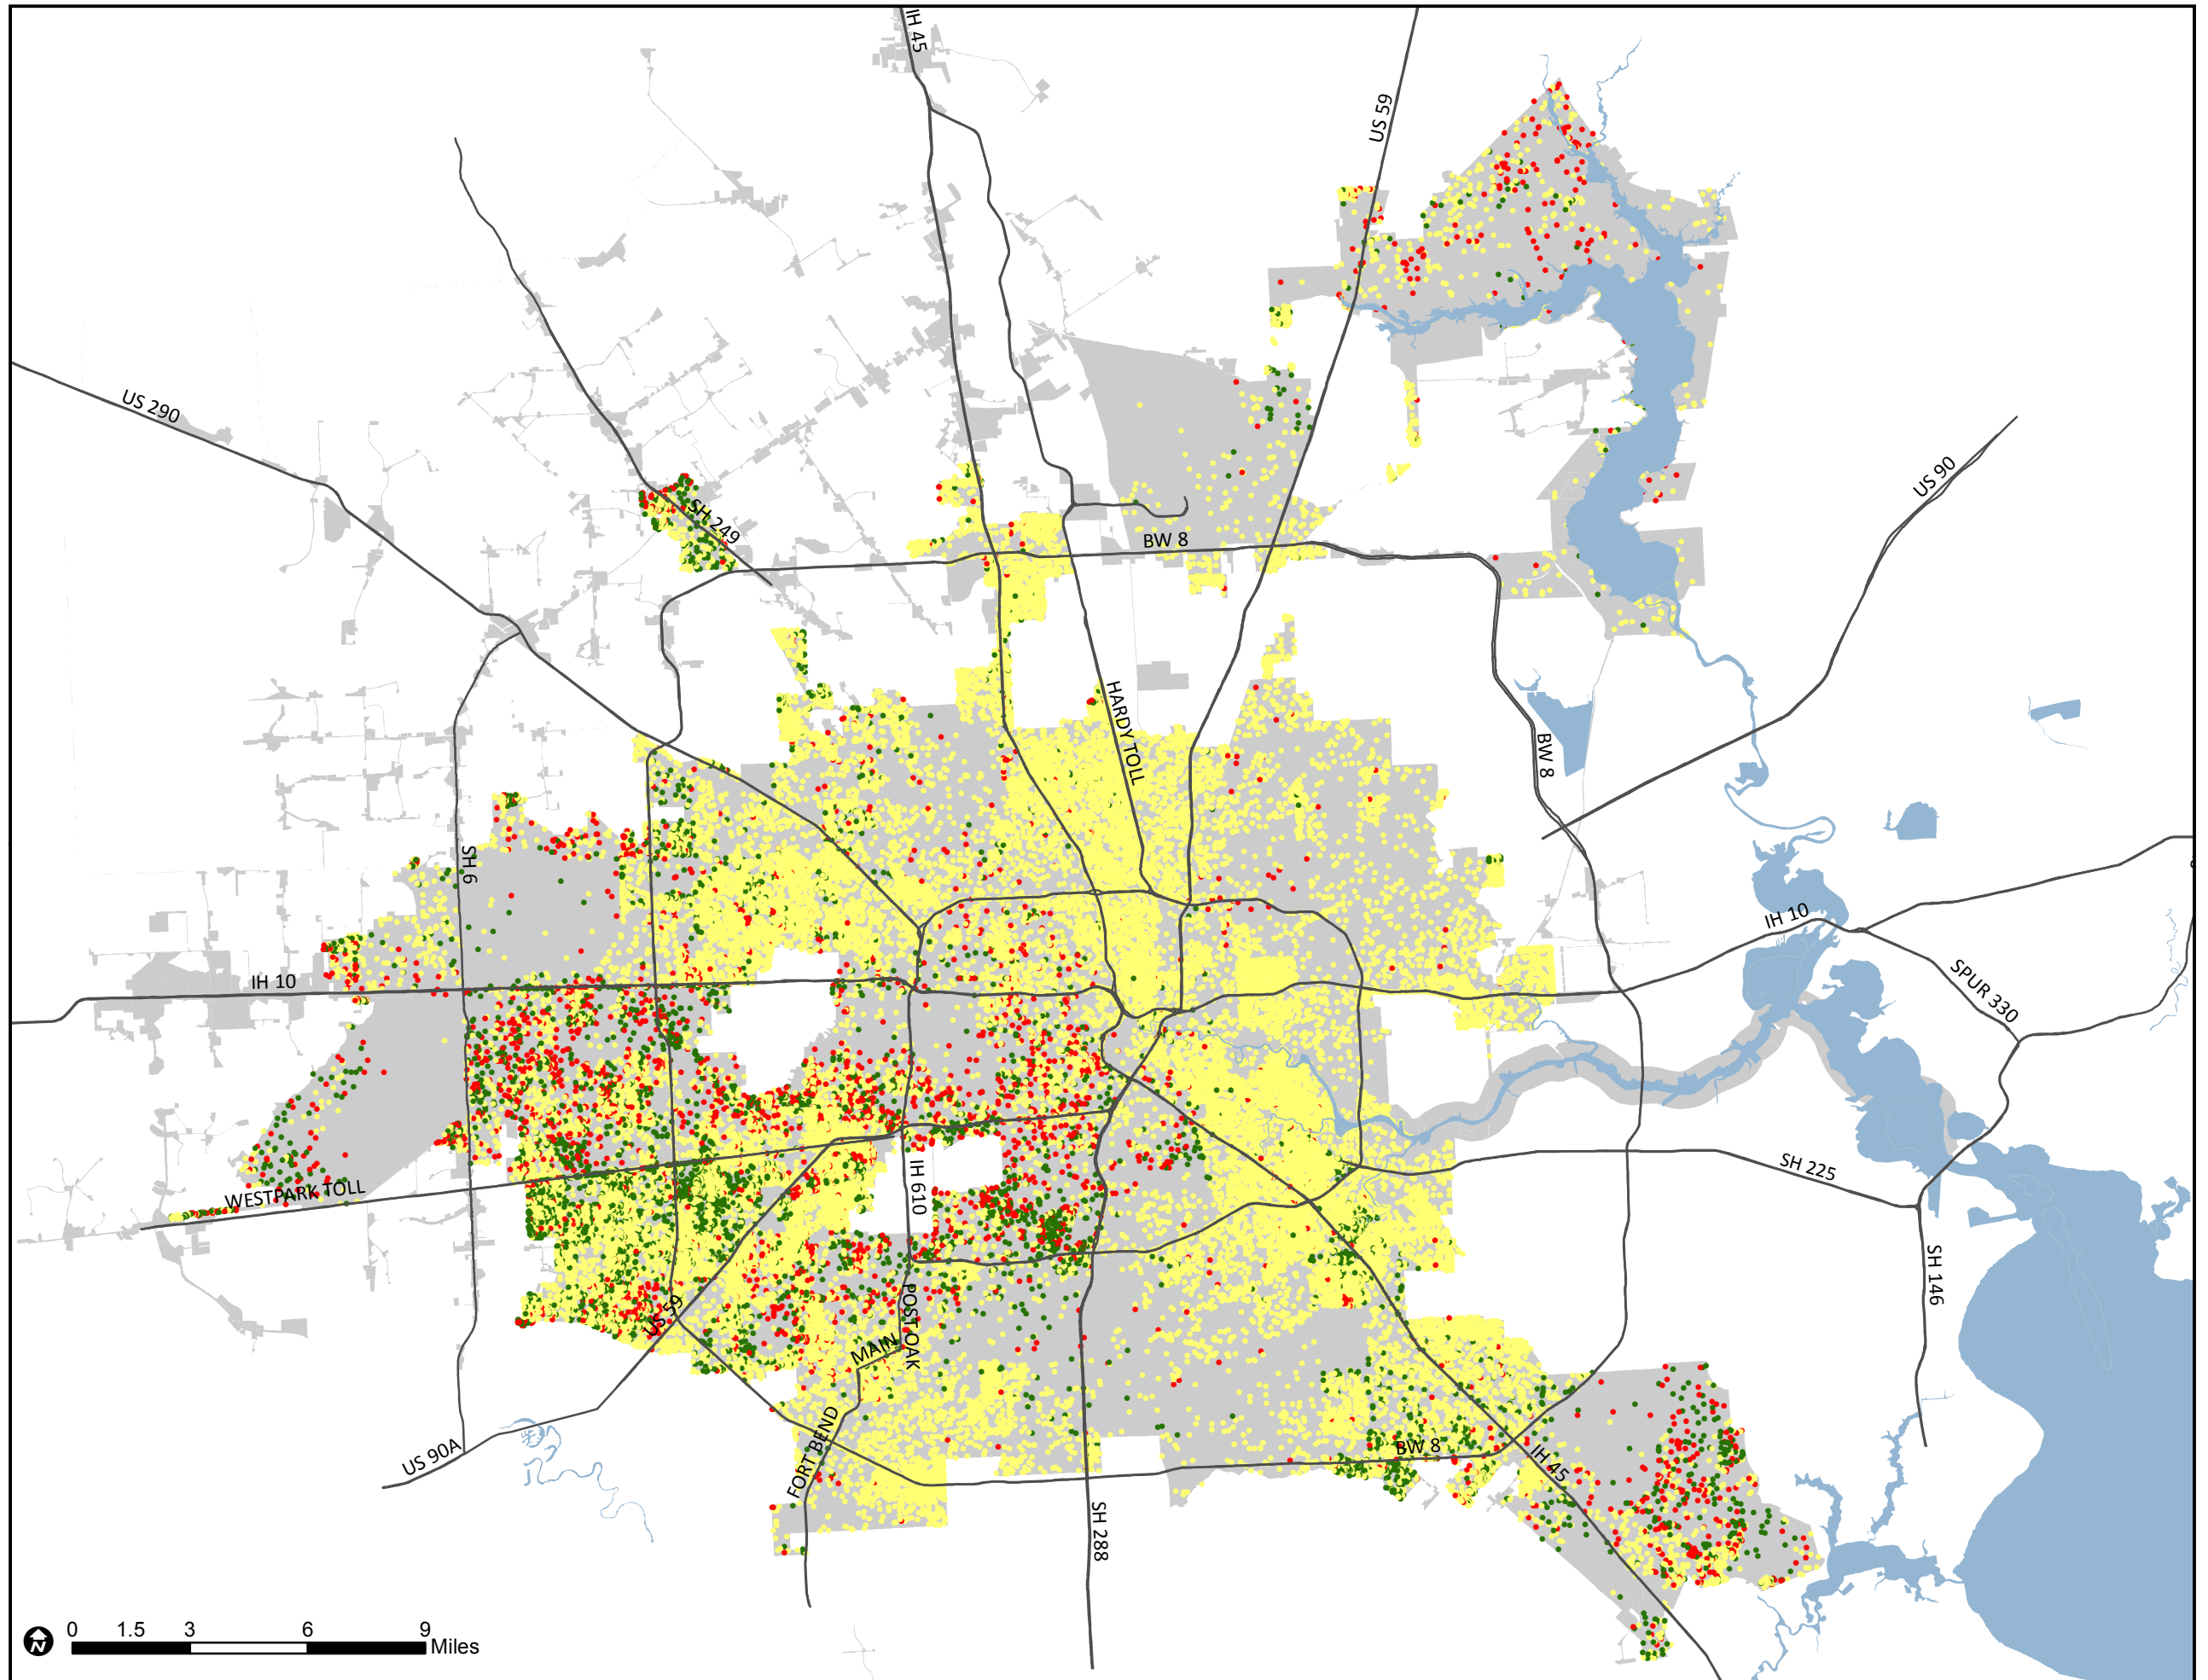 IH 45
US 59
US 290
US 90
SH 249
BW 8
HARDY TOLL
BW 8
SH 6
IH 10
IH 10
SPUR 330
WESTPARK TOLL
IH 610
SH 225
SH 146
US 59
POST OAK
MAIN
FORT BEND
US 90A
BW 8
IH 45
SH 288
N
0 1.5 3 6 9
Miles